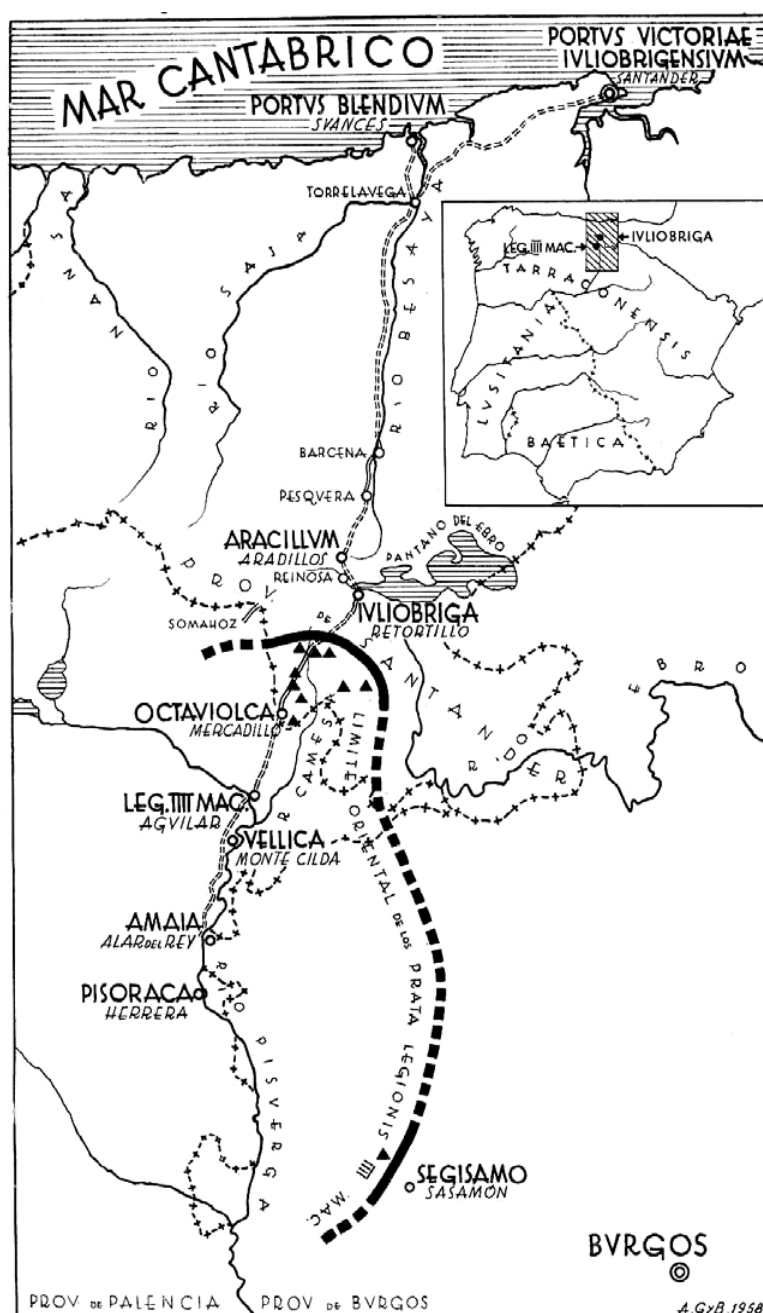 MAR CANTABRICO
PORTVS VICTORIAE
IVLIOBRIGENSIVM
SANTANDER
PORTVS BLENDIVM
SVANCES
TORRELAVEGA
RIO NANSA
RIO SAJA
RIO BESAYA
IVLIOBRIGA
LEG. IIII MAC.
TARRACONENSIS
LVSITANIA
BAETICA
BARCENA
PESQVERA
ARACILLVM
ARADILLOS
REINOSA
PANTANO DEL EBRO
IVLIOBRIGA
RETORTILLO
PROV. DE SANTANDER
SOMAHOZ
EBRO
R.
OCTAVIOLCA
MERCADILLO
R. CAMESA
LIMITE ORIENTAL DE LOS PRATA LEGIONIS IIII MAC.
LEG. IIII MAC.
AGVILAR
VELLICA
MONTE CILDA
AMAIA
ALAR DEL REY
PISORACA
HERRERA
RIO PISVERGA
SEGISAMO
SASAMÓN
BVRGOS
PROV. DE PALENCIA
PROV. DE BVRGOS
A.GyB.1956